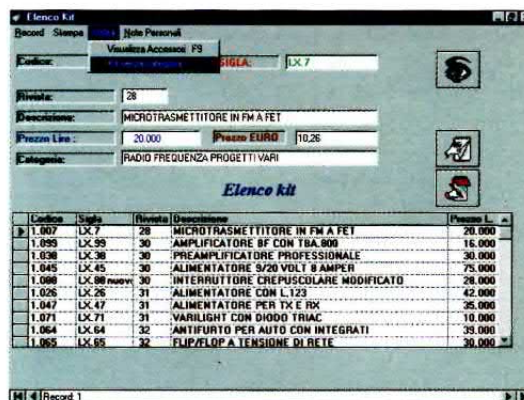 Elenco Kit
Record Stampa Note Personali
Visualizza Accessori F9
Codice: SIGLA: LX.7
Rivista: 28
Descrizione: MICROTRASMETTITORE IN FM A FET
Prezzo Lire : 20.000 Prezzo EURO 10,26
Categoria: RADIO FREQUENZA PROGETTI VARI
Elenco kit
Codice Sigla Rivista Descrizione Prezzo L.
1.007 LX.7 28 MICROTRASMETTITORE IN FM A FET 20.000
1.099 LX.99 30 AMPLIFICATORE BF CON TBA.800 16.000
1.038 LX.38 30 PREAMPLIFICATORE PROFESSIONALE 30.000
1.045 LX.45 30 ALIMENTATORE 9/20 VOLT 8 AMPER 75.000
1.088 LX.88 nuov 30 INTERRUTTORE CREPUSCOLARE MODIFICATO 28.000
1.026 LX.26 31 ALIMENTATORE CON L.123 42.000
1.047 LX.47 31 ALIMENTATORE PER TX E RX 35.000
1.071 LX.71 31 VARILIGHT CON DIODO TRIAC 10.000
1.064 LX.64 32 ANTIFURTO PER AUTO CON INTEGRATI 39.000
1.065 LX.65 32 FLIP/FLOP A TENSIONE DI RETE 30.000
Record 1